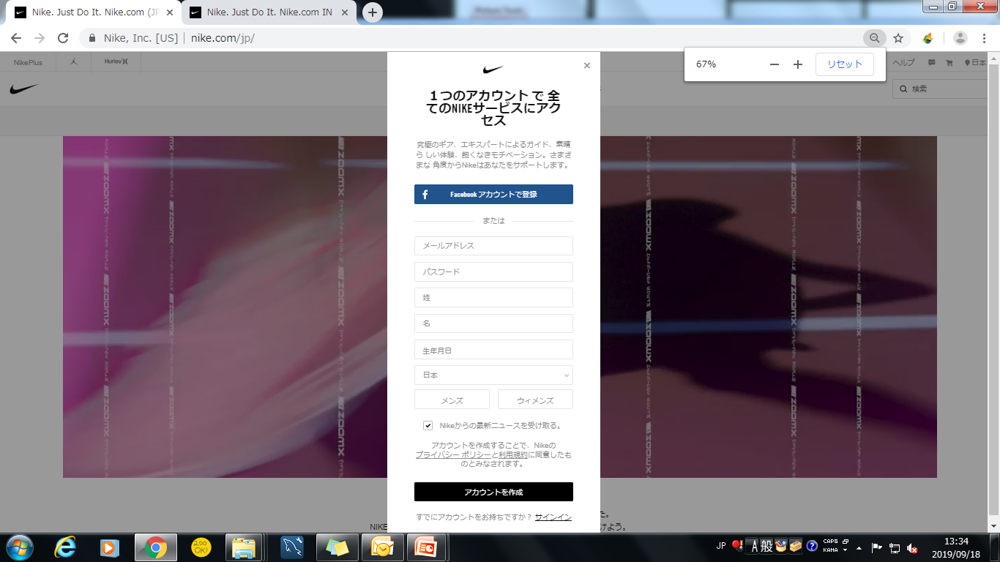 Nike. Just Do It. Nike.com (JP
Nike. Just Do It. Nike.com IN
Nike, Inc. [US] | nike.com/jp/
67%
リセット
NikePlus
Hurley
ヘルプ
日本
検索
1つのアカウント で 全
てのNIKEサービスにアク
セス
究極のギア、エキスパートによるガイド、素晴
ら しい体験、飽くなきモチベーション。さまざ
まな 角度からNikeはあなたをサポートします。
Facebook アカウントで登録
または
メールアドレス
パスワード
姓
名
生年月日
日本
メンズ
ウィメンズ
Nikeからの最新ニュースを受け取る。
アカウントを作成することで、Nikeの
プライバシー ポリシーと利用規約に同意したも
のとみなされます。
アカウントを作成
すでにアカウントをお持ちですか？ サインイン
た。
NIKE
けよう。
ZOOMX
JP
A 般
CAPS
KANA
13:34
2019/09/18